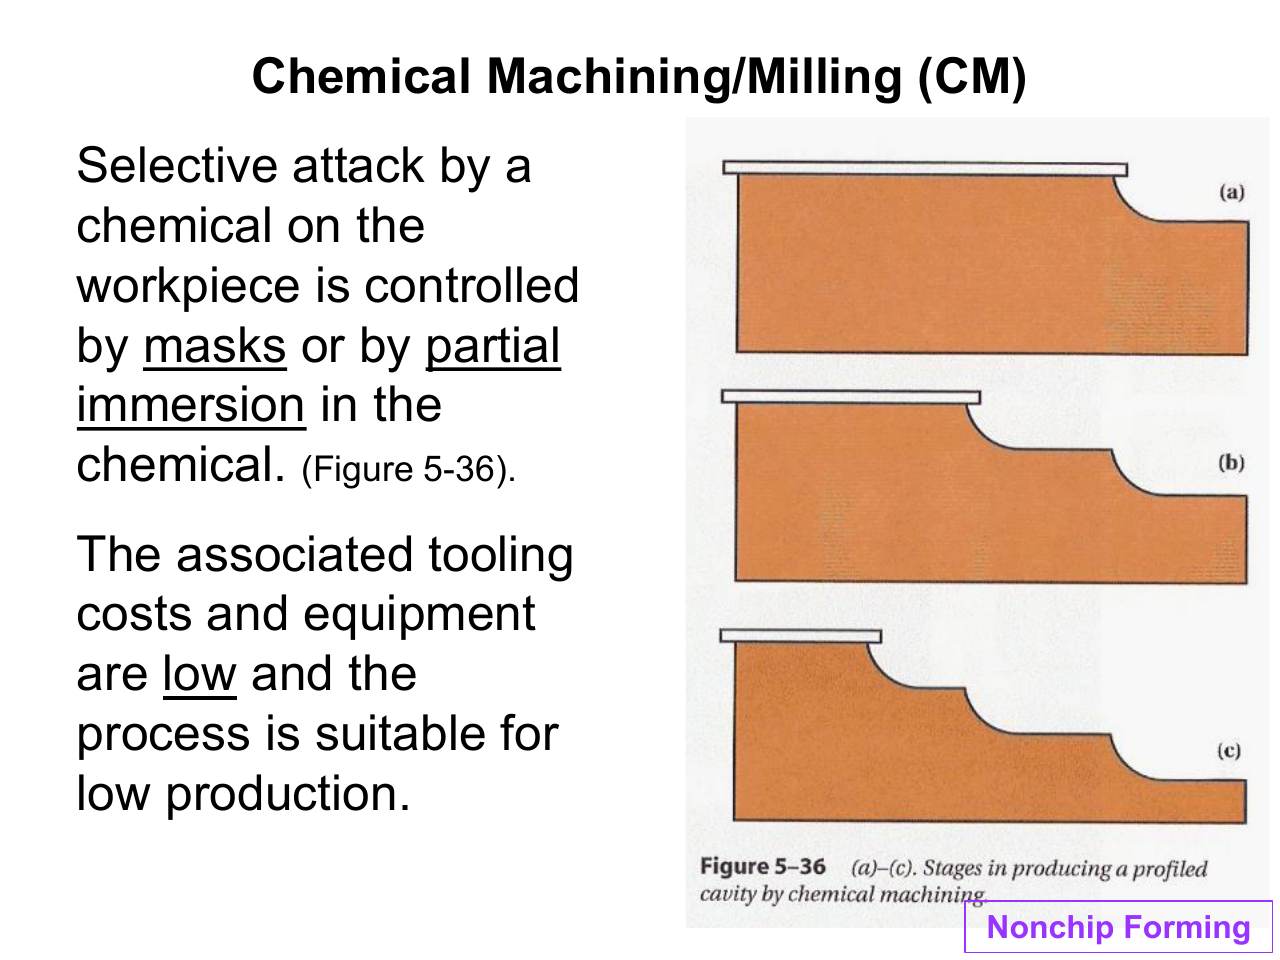 Chemical Machining/Milling (CM)
Selective attack by a
chemical on the
workpiece is controlled
by masks or by partial
immersion in the
chemical. (Figure 5-36).
The associated tooling
costs and equipment
are low and the
process is suitable for
low production.
(a)
(b)
(c)
Figure 5–36 (a)–(c). Stages in producing a profiled
cavity by chemical machining.
Nonchip Forming